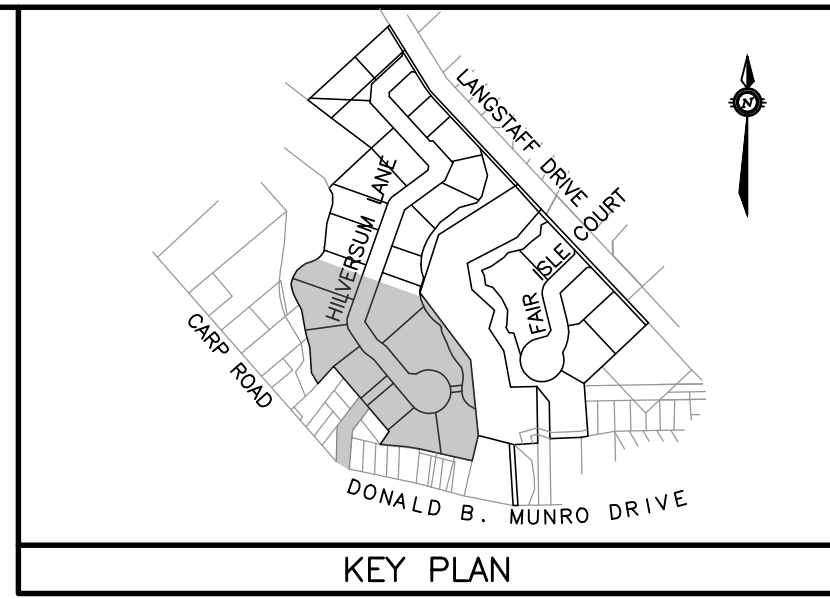 LANGSTAFF DRIVE
N
HILVERSUM LANE
FAIR ISLE COURT
CARP ROAD
DONALD B. MUNRO DRIVE
KEY PLAN